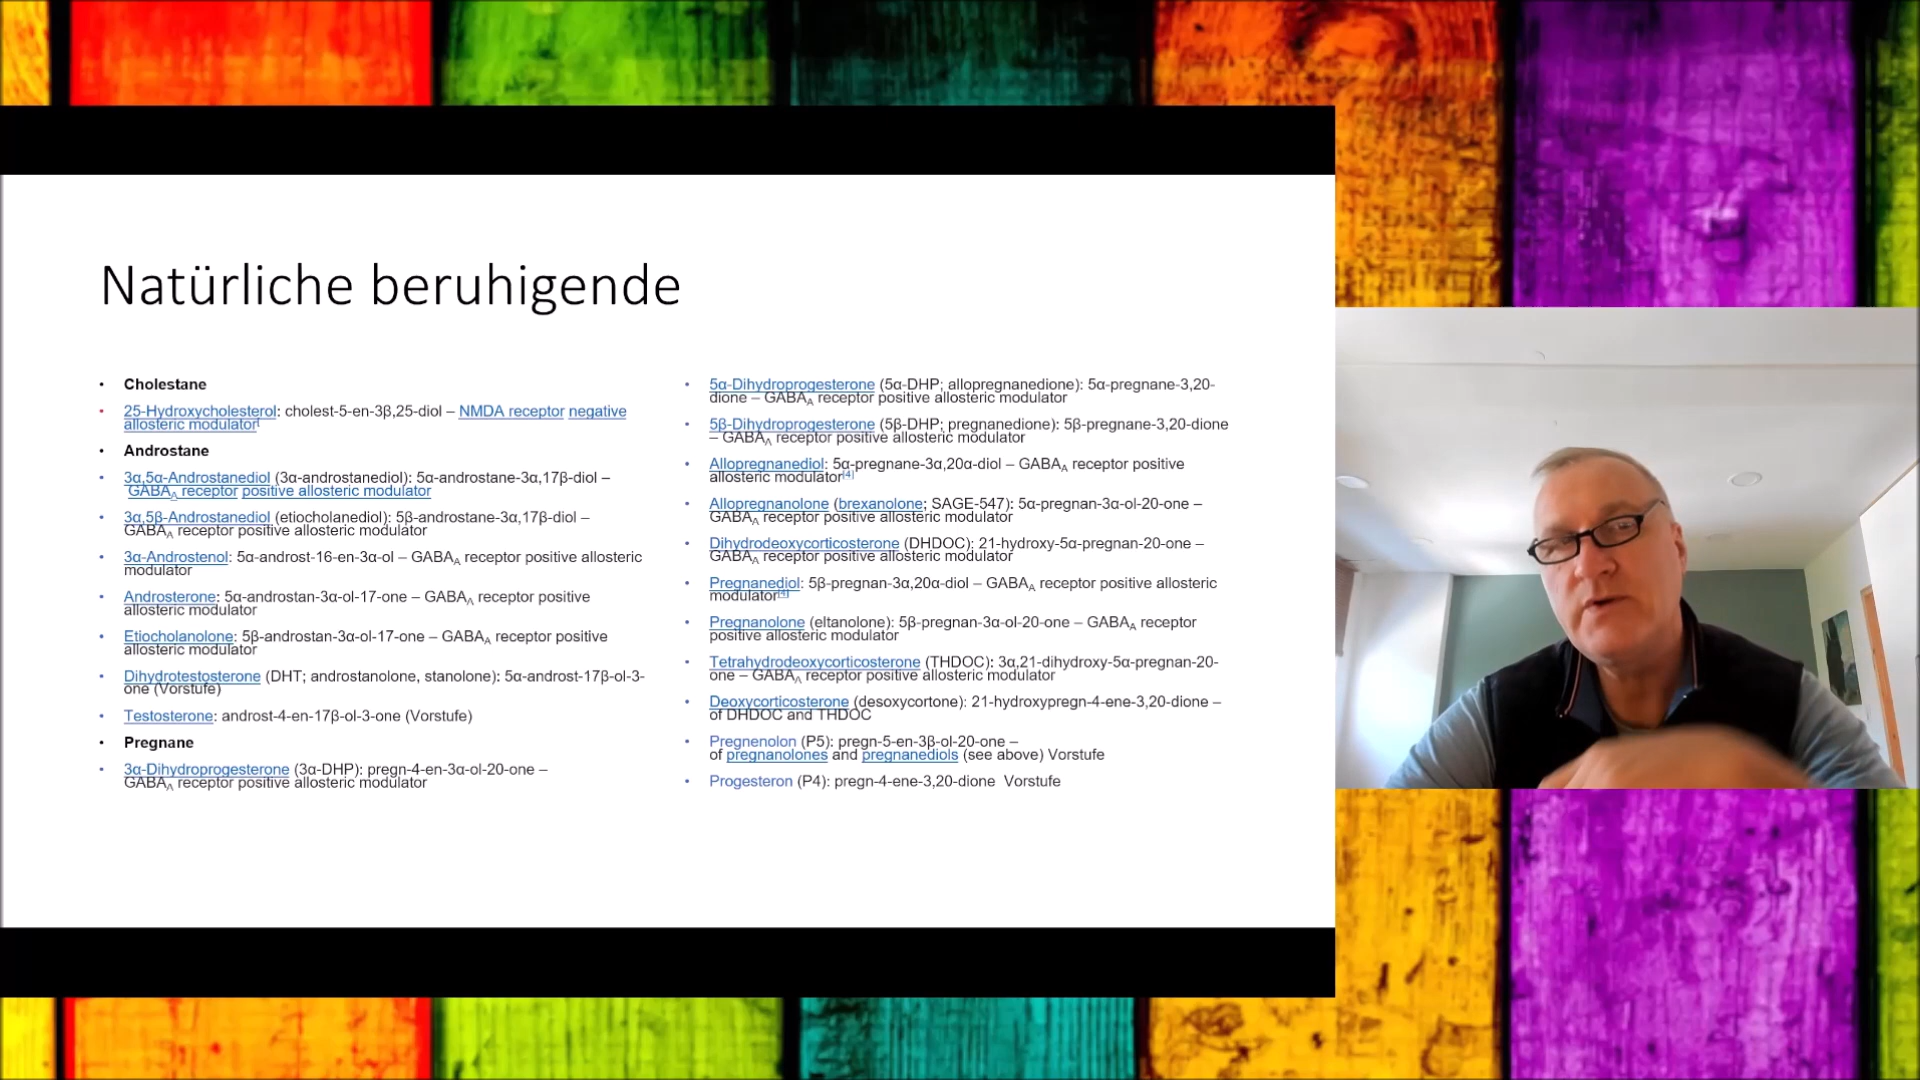 Natürliche beruhigende
• Cholestane
• 25-Hydroxycholesterol: cholest-5-en-3β,25-diol – NMDA receptor negative
allosteric modulator[
• Androstane
• 3α,5α-Androstanediol (3α-androstanediol): 5α-androstane-3α,17β-diol –
GABAA receptor positive allosteric modulator
• 3α,5β-Androstanediol (etiocholanediol): 5β-androstane-3α,17β-diol –
GABAA receptor positive allosteric modulator
• 3α-Androstenol: 5α-androst-16-en-3α-ol – GABAA receptor positive allosteric
modulator
• Androsterone: 5α-androstan-3α-ol-17-one – GABAA receptor positive
allosteric modulator
• Etiocholanolone: 5β-androstan-3α-ol-17-one – GABAA receptor positive
allosteric modulator
• Dihydrotestosterone (DHT; androstanolone, stanolone): 5α-androst-17β-ol-3-
one (Vorstufe)
• Testosterone: androst-4-en-17β-ol-3-one (Vorstufe)
• Pregnane
• 3α-Dihydroprogesterone (3α-DHP): pregn-4-en-3α-ol-20-one –
GABAA receptor positive allosteric modulator
• 5α-Dihydroprogesterone (5α-DHP; allopregnanedione): 5α-pregnane-3,20-
dione – GABAA receptor positive allosteric modulator
• 5β-Dihydroprogesterone (5β-DHP; pregnanedione): 5β-pregnane-3,20-dione
– GABAA receptor positive allosteric modulator
• Allopregnanediol: 5α-pregnane-3α,20α-diol – GABAA receptor positive
allosteric modulator[4]
• Allopregnanolone (brexanolone; SAGE-547): 5α-pregnan-3α-ol-20-one –
GABAA receptor positive allosteric modulator
• Dihydrodeoxycorticosterone (DHDOC): 21-hydroxy-5α-pregnan-20-one –
GABAA receptor positive allosteric modulator
• Pregnanediol: 5β-pregnan-3α,20α-diol – GABAA receptor positive allosteric
modulator[4]
• Pregnanolone (eltanolone): 5β-pregnan-3α-ol-20-one – GABAA receptor
positive allosteric modulator
• Tetrahydrodeoxycorticosterone (THDOC): 3α,21-dihydroxy-5α-pregnan-20-
one – GABAA receptor positive allosteric modulator
• Deoxycorticosterone (desoxycortone): 21-hydroxypregn-4-ene-3,20-dione –
of DHDOC and THDOC
• Pregnenolon (P5): pregn-5-en-3β-ol-20-one –
of pregnanolones and pregnanediols (see above) Vorstufe
• Progesteron (P4): pregn-4-ene-3,20-dione Vorstufe